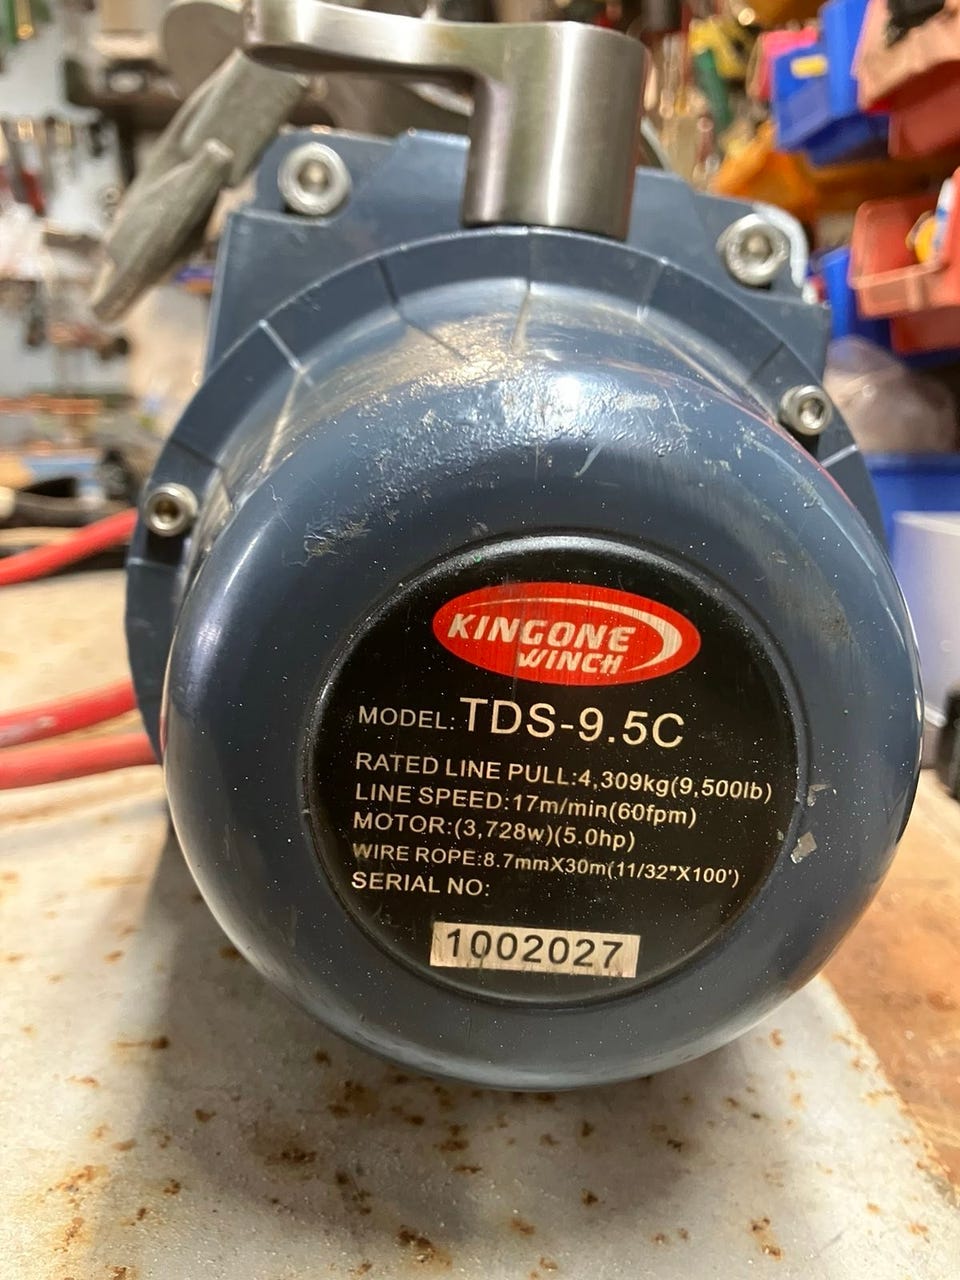 KINGONE
WINCH
MODEL:TDS-9.5C
RATED LINE PULL:4,309kg(9,500lb)
LINE SPEED:17m/min(60fpm)
MOTOR:(3,728w)(5.0hp)
WIRE ROPE:8.7mmX30m(11/32"X100')
SERIAL NO:
1002027